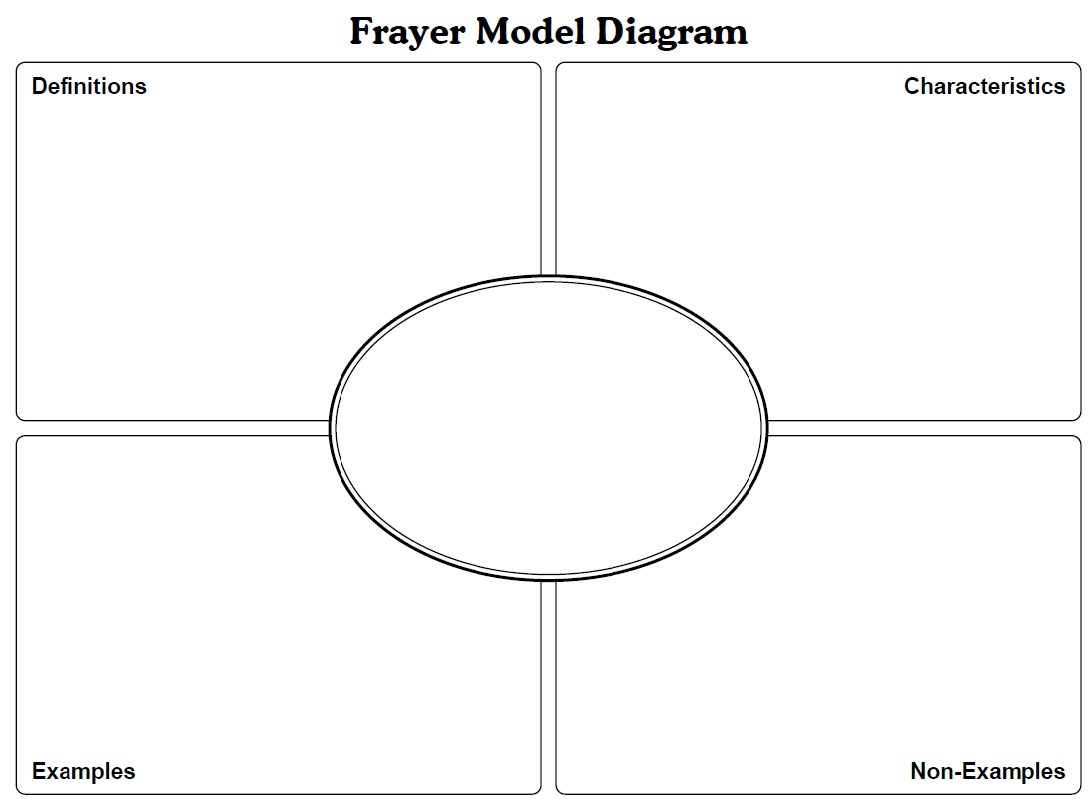 Frayer Model Diagram
Definitions
Characteristics
Examples
Non-Examples